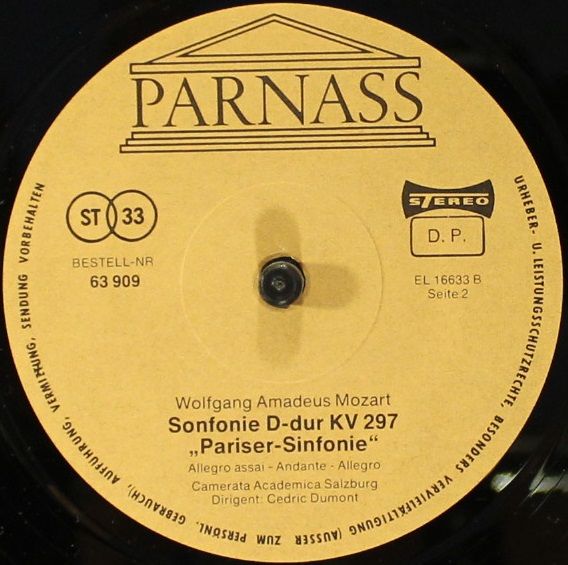 PARNASS
ST 33
STEREO
D. P.
BESTELL-NR
63 909
EL 16633 B
Seite 2
Wolfgang Amadeus Mozart
Sonfonie D-dur KV 297
„Pariser-Sinfonie“
Allegro assai - Andante - Allegro
Camerata Academica Salzburg
Dirigent: Cedric Dumont
URHEBER- U. LEISTUNGSSCHUTZRECHTE, BESONDERS VERVIELFÄLTIGUNG (AUSSER ZUM PERSÖNL. GEBRAUCH), AUFFÜHRUNG, VERMIETUNG, SENDUNG VORBEHALTEN